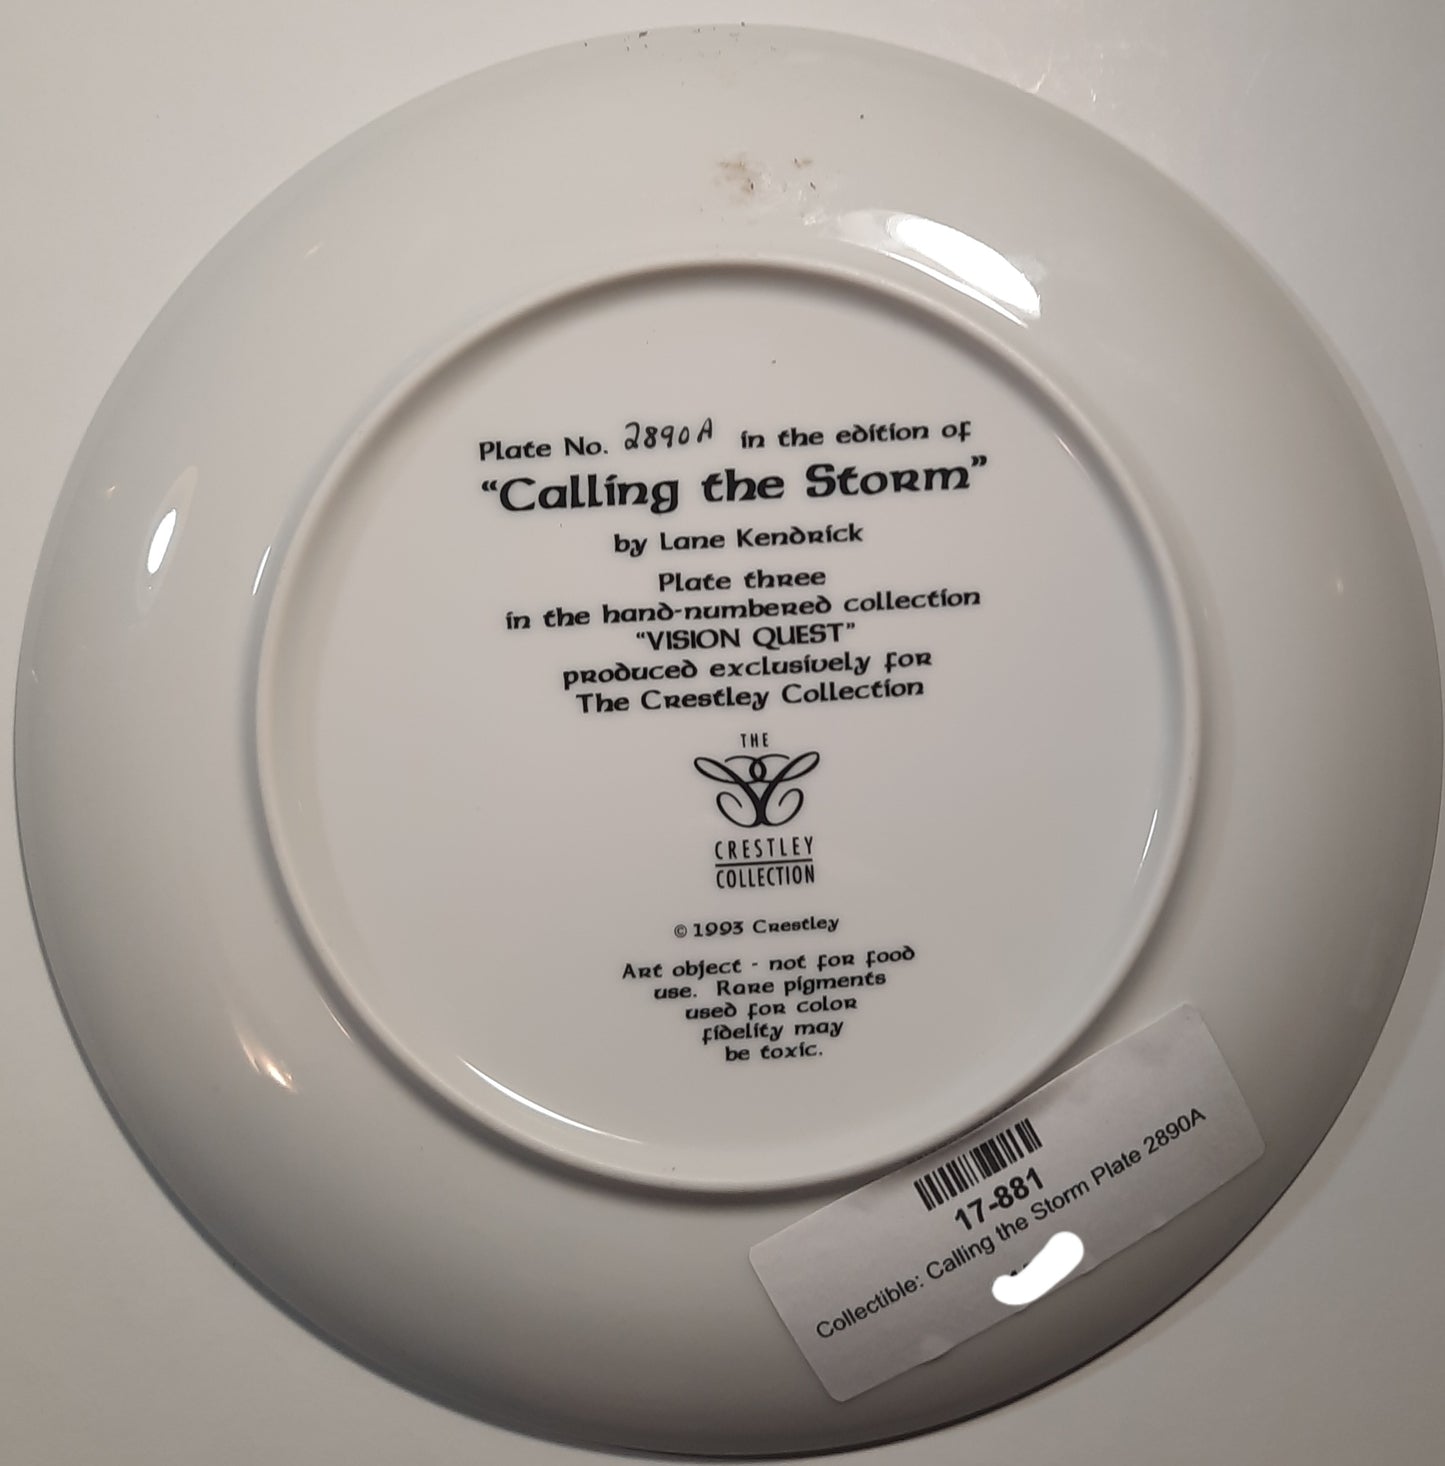 Plate No. 2890A in the edition of
“Calling the Storm”
by Lane Kendrick
Plate three
in the hand-numbered collection
“VISION QUEST”
produced exclusively for
The Crestley Collection
THE
CRESTLEY
COLLECTION
© 1993 Crestley
Art object - not for food
use. Rare pigments
used for color
fidelity may
be toxic.
17-881
Collectible: Calling the Storm Plate 2890A